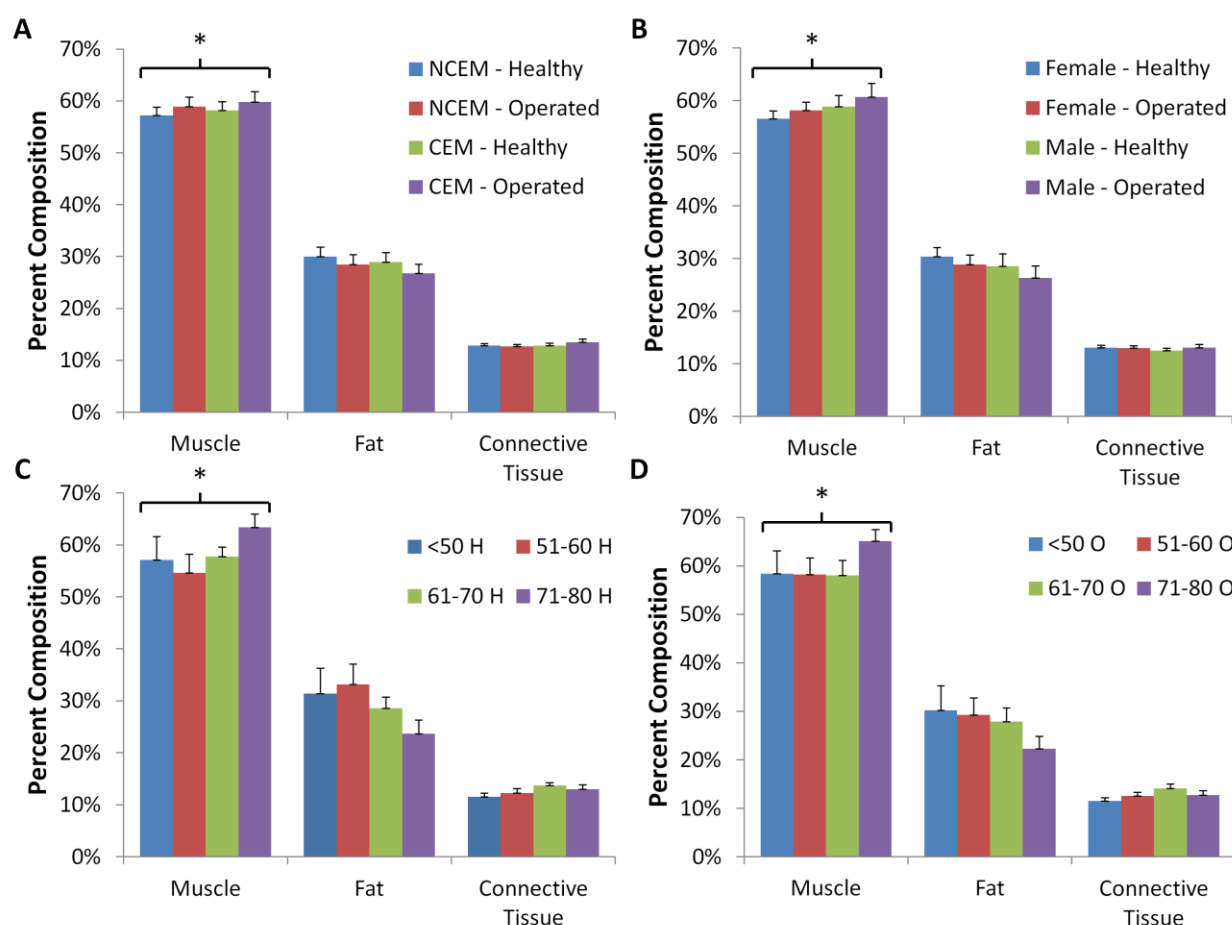 A
*
70%
60%
50%
40%
30%
20%
10%
0%
Percent Composition
NCEM - Healthy
NCEM - Operated
CEM - Healthy
CEM - Operated
Muscle
Fat
Connective
Tissue
B
*
70%
60%
50%
40%
30%
20%
10%
0%
Percent Composition
Female - Healthy
Female - Operated
Male - Healthy
Male - Operated
Muscle
Fat
Connective
Tissue
C
*
70%
60%
50%
40%
30%
20%
10%
0%
Percent Composition
<50 H 51-60 H
61-70 H 71-80 H
Muscle
Fat
Connective
Tissue
D
*
70%
60%
50%
40%
30%
20%
10%
0%
Percent Composition
<50 O 51-60 O
61-70 O 71-80 O
Muscle
Fat
Connective
Tissue